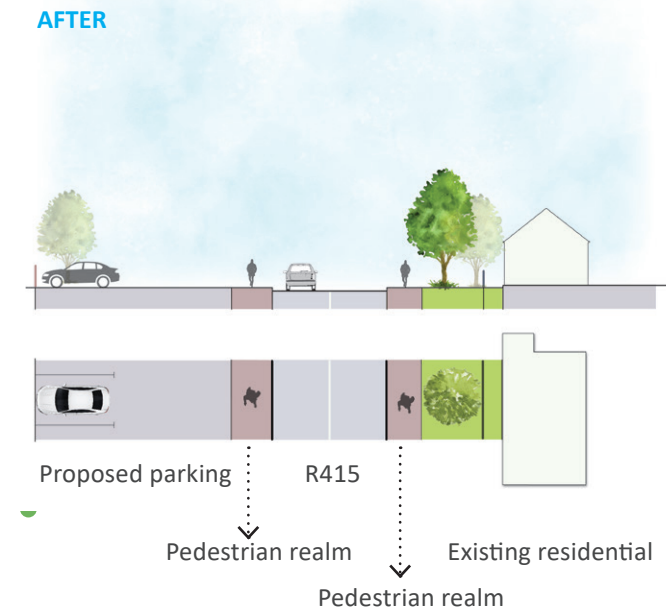 AFTER
Proposed parking
R415
Pedestrian realm
Existing residential
Pedestrian realm